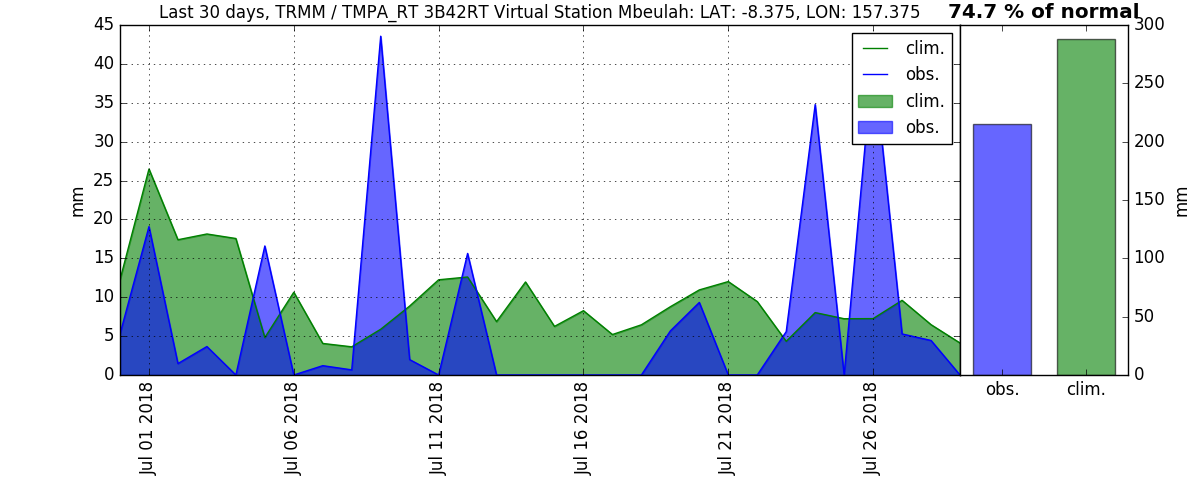 Last 30 days, TRMM / TMPA_RT 3B42RT Virtual Station Mbeulah: LAT: -8.375, LON: 157.375
74.7 % of normal
45
40
35
30
25
20
15
10
5
0
mm
clim.
obs.
clim.
obs.
Jul 01 2018
Jul 06 2018
Jul 11 2018
Jul 16 2018
Jul 21 2018
Jul 26 2018
300
250
200
150
100
50
0
mm
obs.
clim.